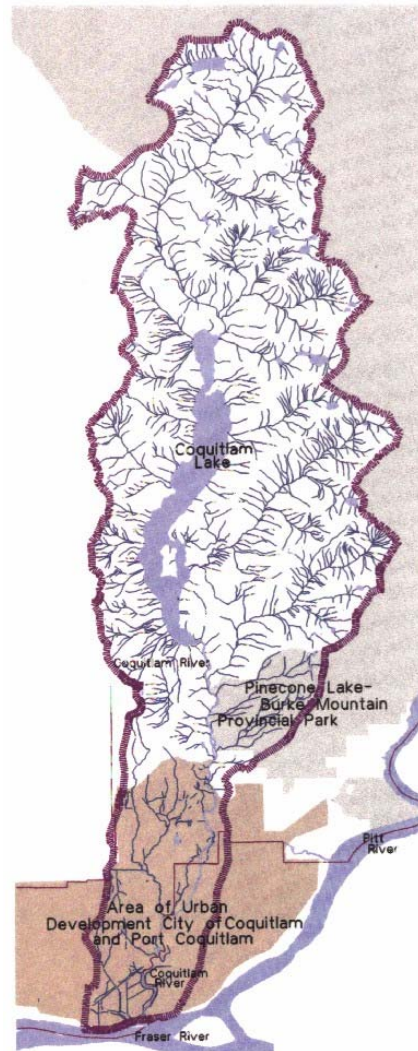 Coquitlam
Lake
Coquitlam River
Pinecone Lake-
Burke Mountain
Provincial Park
Pitt
River
Area of Urban
Development City of Coquitlam
and Port Coquitlam
Coquitlam
River
Fraser River